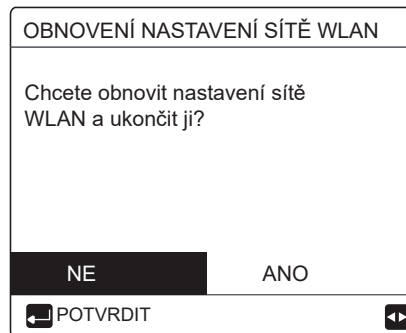 OBNOVENÍ NASTAVENÍ SÍTĚ WLAN
Chcete obnovit nastavení sítě
WLAN a ukončit ji?
NE ANO
POTVRDIT